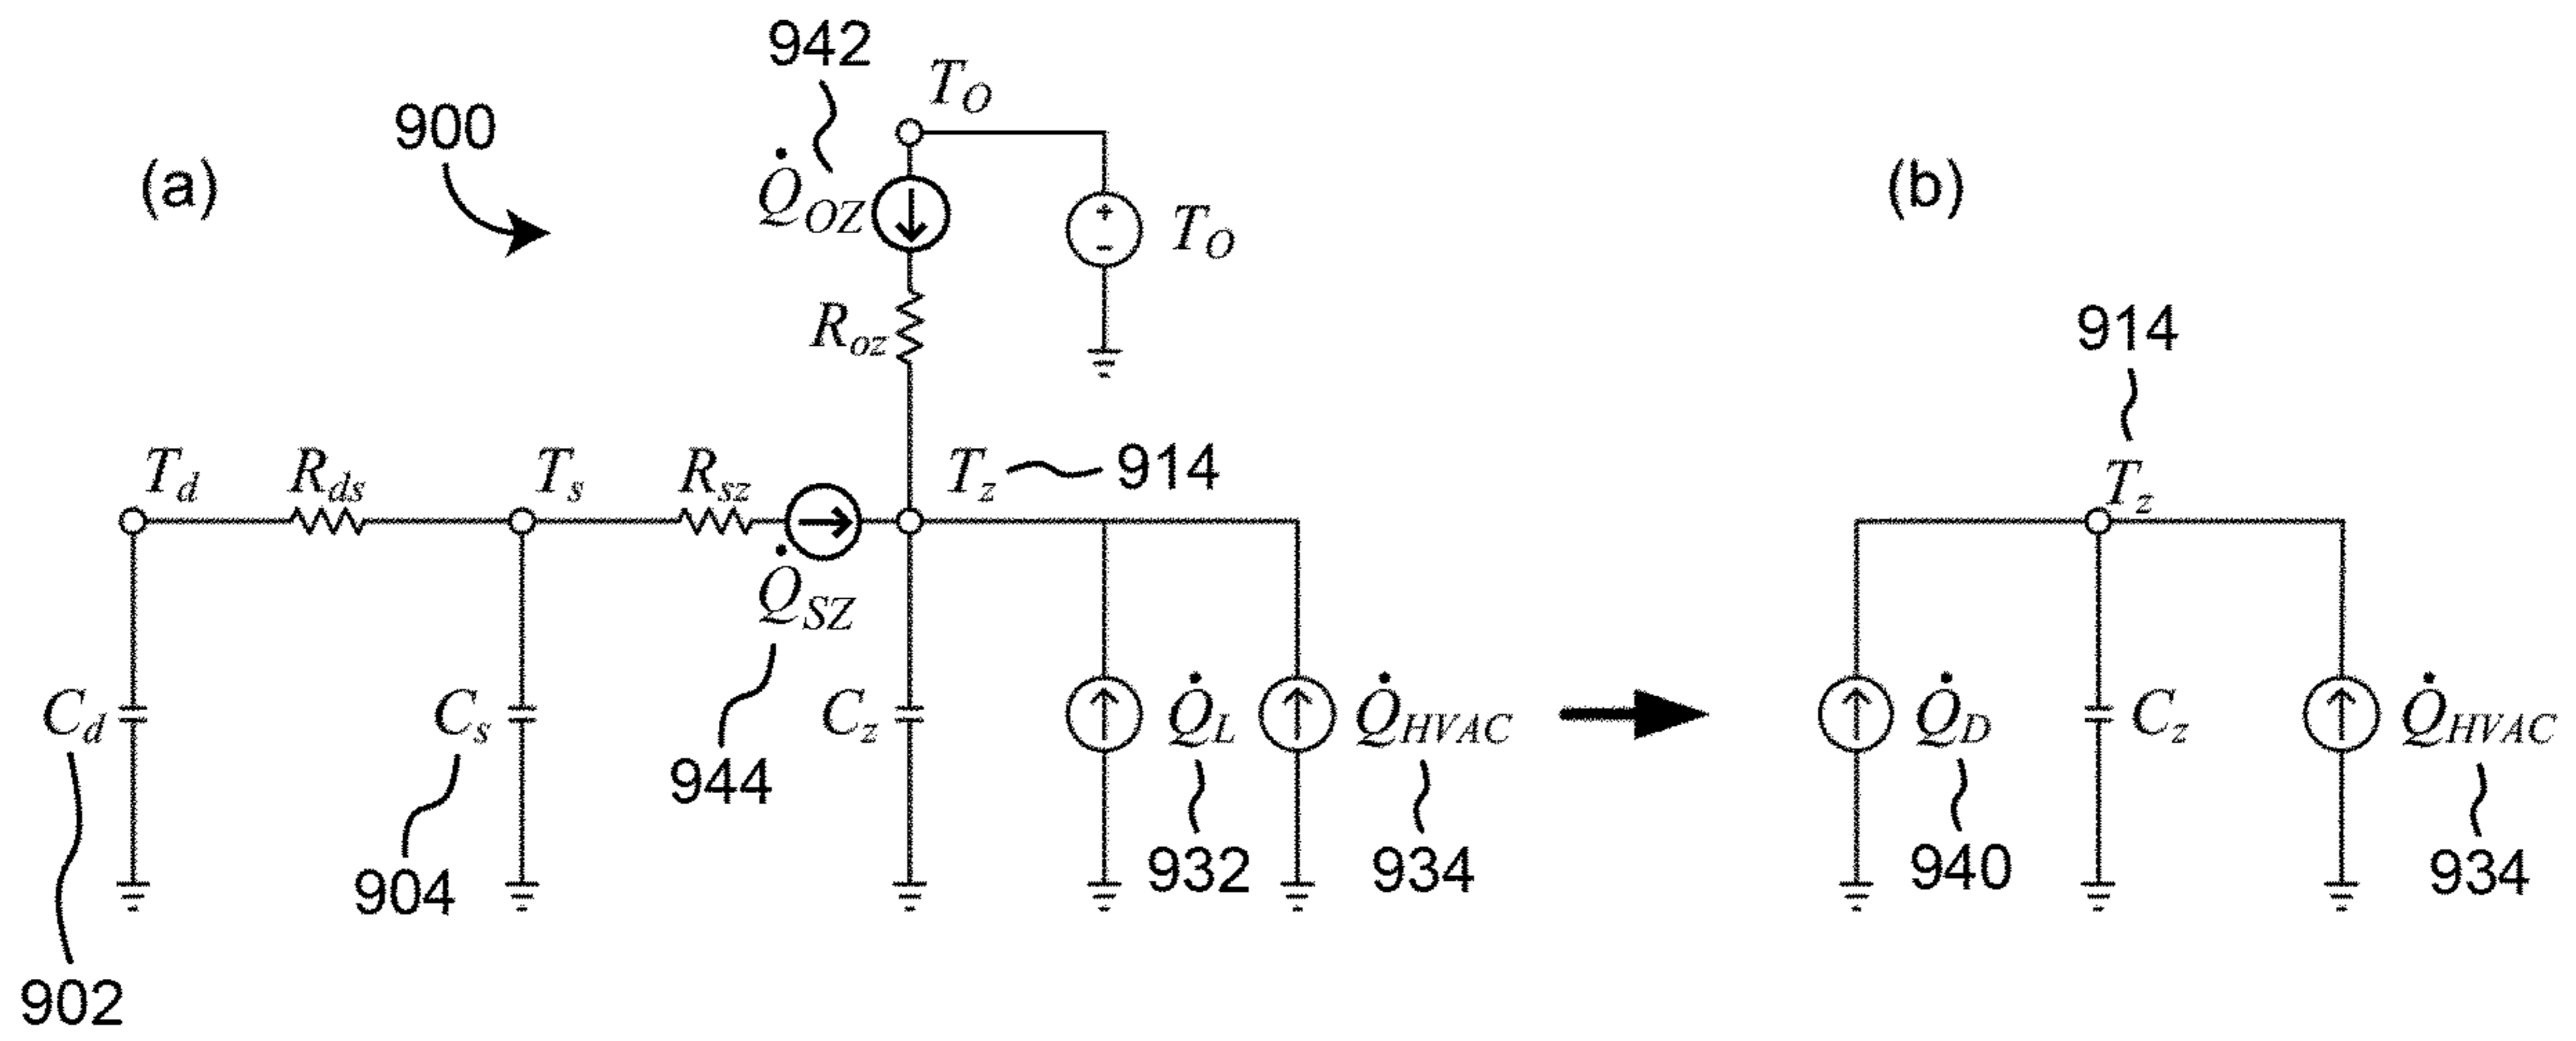 942
T_O
900
(a)
Q̇_OZ
+
-
T_O
(b)
R_oz
914
T_d
R_ds
T_s
R_sz
T_z
914
T_z
Q̇_SZ
C_d
C_s
C_z
Q̇_L
Q̇_HVAC
Q̇_D
C_z
Q̇_HVAC
944
932
934
940
934
904
902